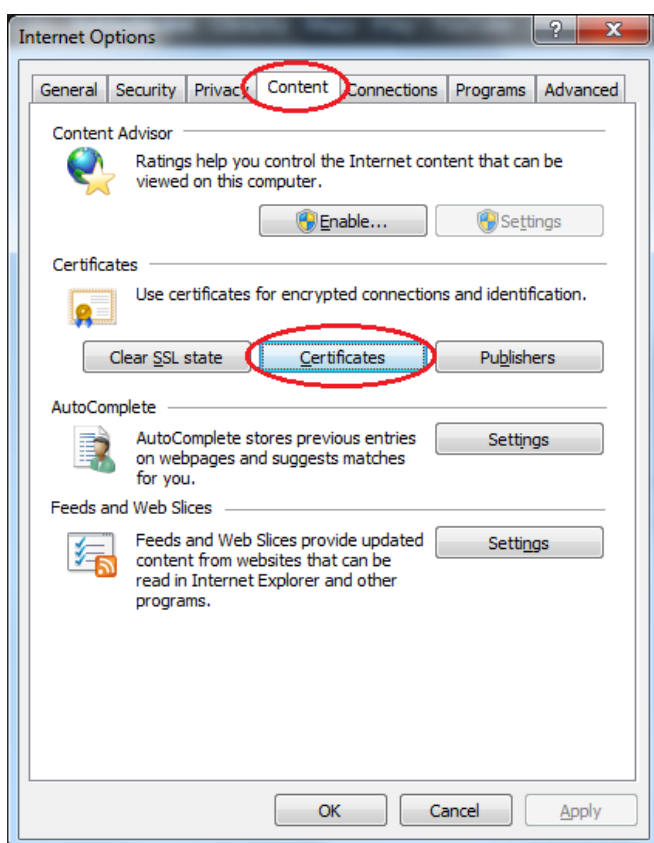 Internet Options
?
X
General Security Privacy Content Connections Programs Advanced
Content Advisor
Ratings help you control the Internet content that can be
viewed on this computer.
Enable... Settings
Certificates
Use certificates for encrypted connections and identification.
Clear SSL state Certificates Publishers
AutoComplete
AutoComplete stores previous entries
on webpages and suggests matches
for you.
Settings
Feeds and Web Slices
Feeds and Web Slices provide updated
content from websites that can be
read in Internet Explorer and other
programs.
Settings
OK Cancel Apply